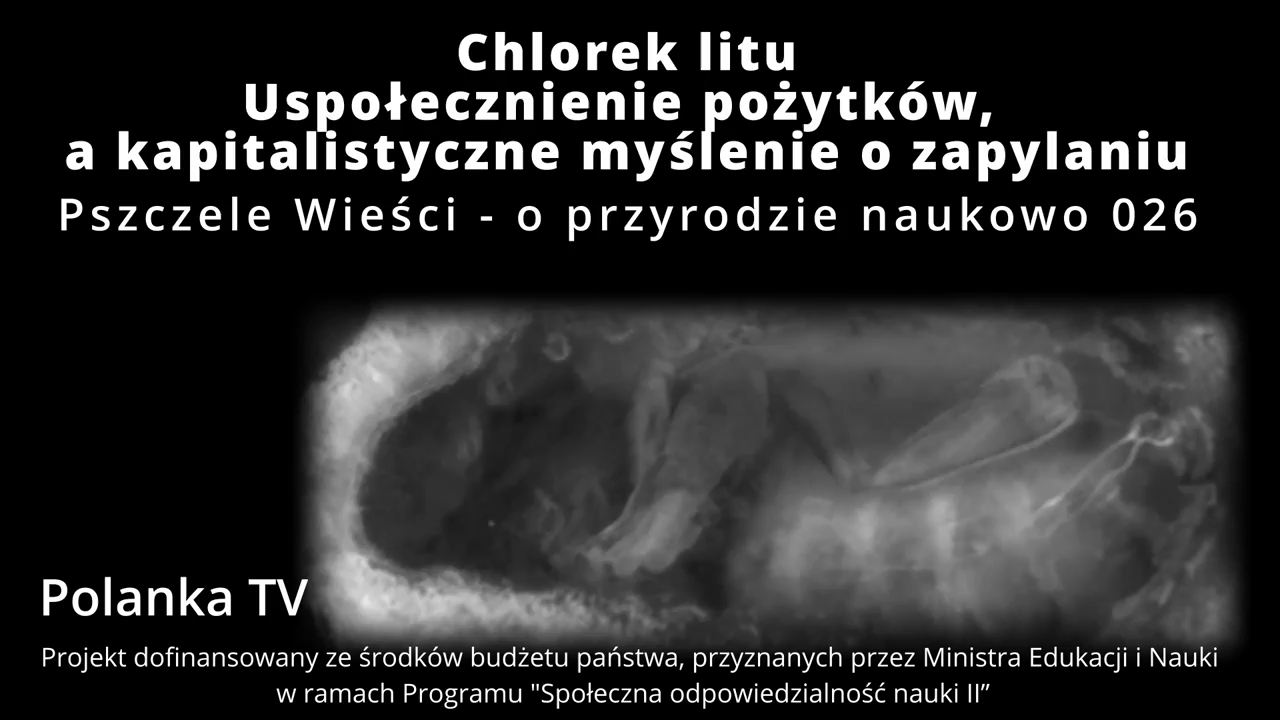 Chlorek litu
Uspołecznienie pożytków,
a kapitalistyczne myślenie o zapylaniu
Pszczele Wieści - o przyrodzie naukowo 026
Polanka TV
Projekt dofinansowany ze środków budżetu państwa, przyznanych przez Ministra Edukacji i Nauki
w ramach Programu "Społeczna odpowiedzialność nauki II”